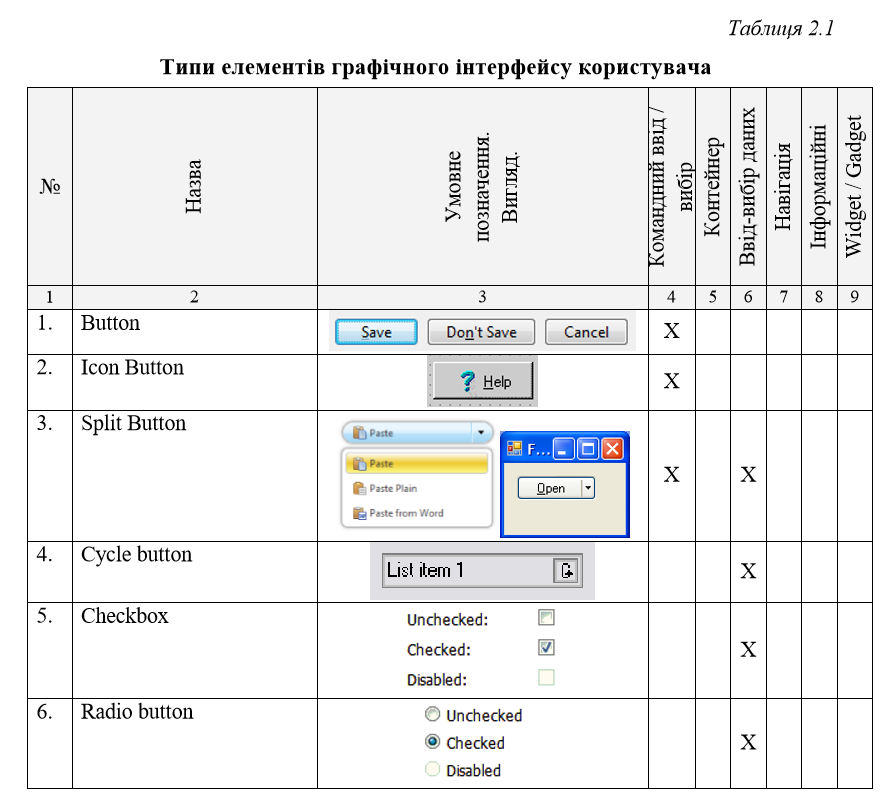 Таблиця 2.1
Типи елементів графічного інтерфейсу користувача
№
Назва
Умовне
позначення.
Вигляд.
Командний ввід /
вибір
Контейнер
Ввід-вибір даних
Навігація
Інформаційні
Widget / Gadget
1 2 3 4 5 6 7 8 9
1. Button Save Don't Save Cancel X
2. Icon Button ? Help X
3. Split Button X X
Paste
Paste
Paste Plain
Paste from Word
F...
Open
4. Cycle button List item 1 X
5. Checkbox Unchecked:
Checked: X
Disabled:
6. Radio button Unchecked
Checked X
Disabled